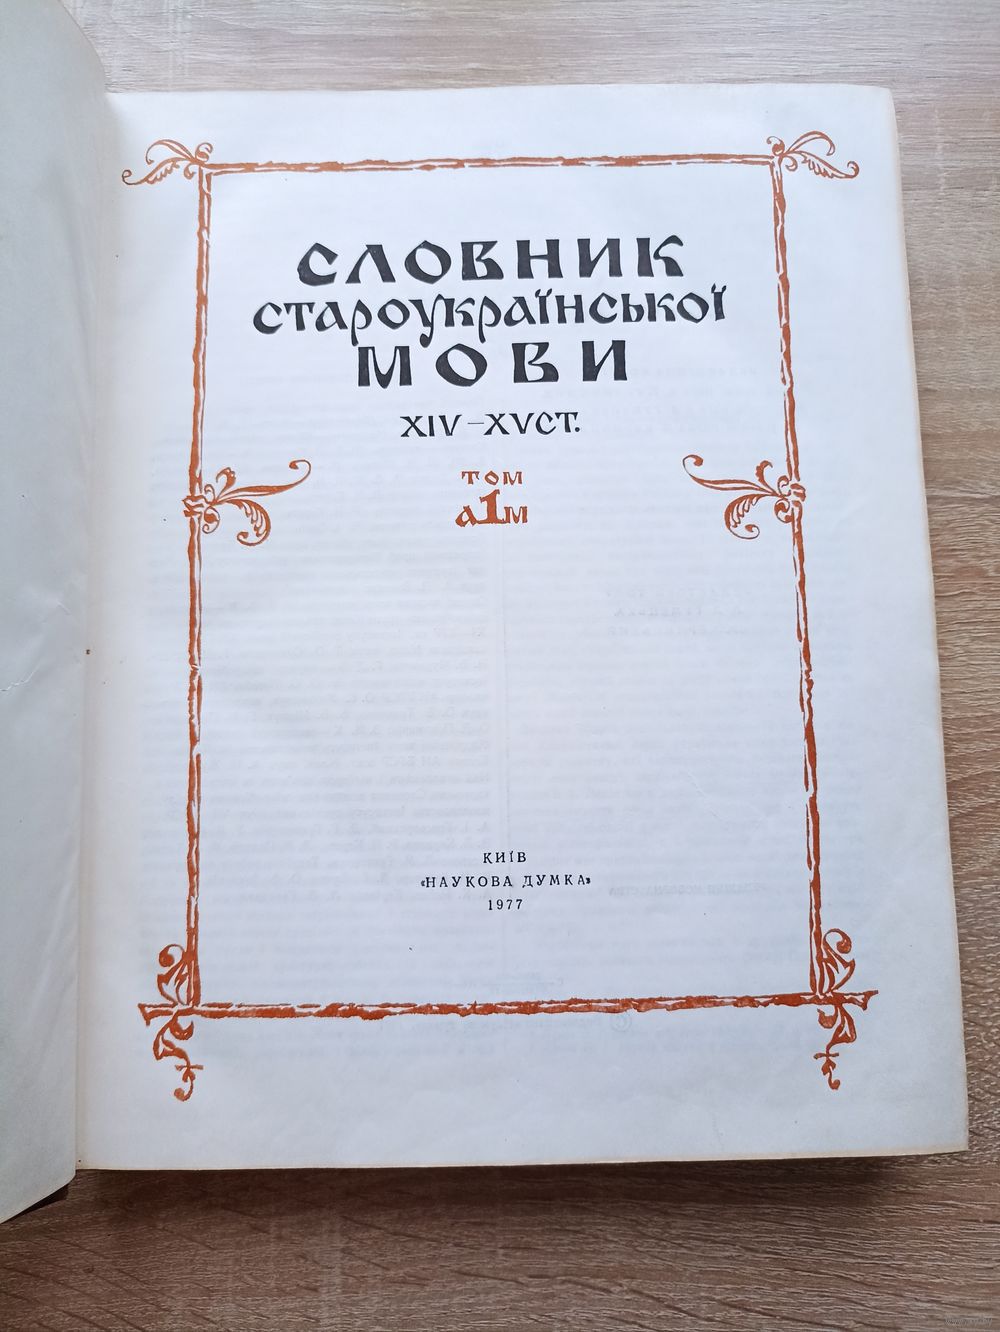 СЛОВНИК
СТАРОУКРАЇНСЬКОЇ
МОВИ
XIV–XV СТ.
ТОМ
А 1 М
КИЇВ
«НАУКОВА ДУМКА»
1977